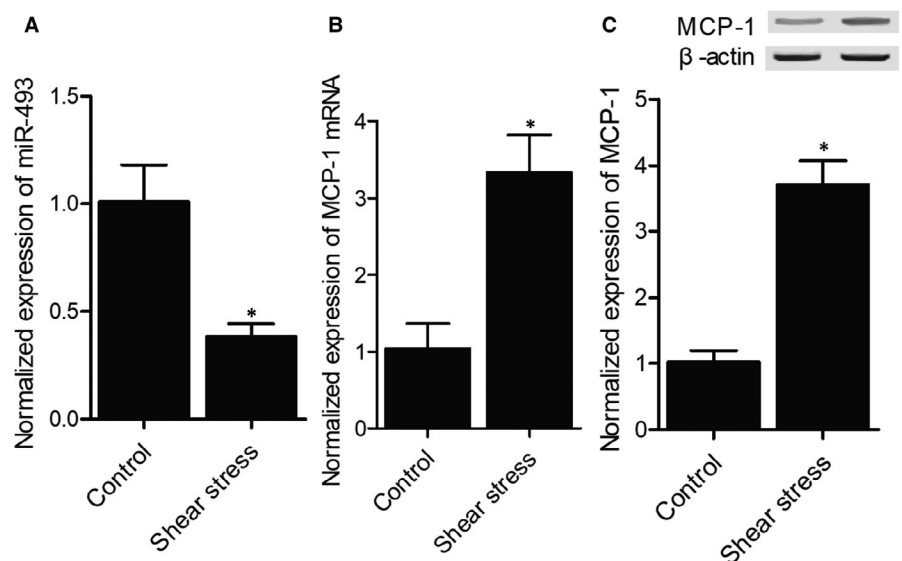 A
Normalized expression of miR-493
1.5
1.0
0.5
0.0
*
Control
Shear stress
B
Normalized expression of MCP-1 mRNA
4
3
2
1
0
*
Control
Shear stress
C
MCP-1
β-actin
Normalized expression of MCP-1
5
4
3
2
1
0
*
Control
Shear stress